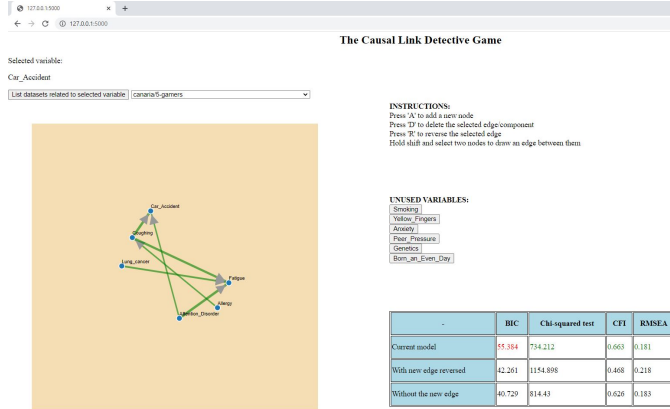 127.0.0.1:5000
127.0.0.1:5000
The Causal Link Detective Game
Selected variable:
Car_Accident
List datasets related to selected variable canaria/5-gamers
INSTRUCTIONS:
Press 'A' to add a new node
Press 'D' to delete the selected edge/component
Press 'R' to reverse the selected edge
Hold shift and select two nodes to draw an edge between them
UNUSED VARIABLES:
Smoking
Yellow_Fingers
Anxiety
Peer_Pressure
Genetics
Born_an_Even_Day
Car_Accident
Coughing
Lung_cancer
Fatigue
Allergy
Attention_Disorder
- BIC Chi-squared test CFI RMSEA
Current model 55.384 734.212 0.663 0.181
With new edge reversed 42.261 1154.898 0.468 0.218
Without the new edge 40.729 814.43 0.626 0.183